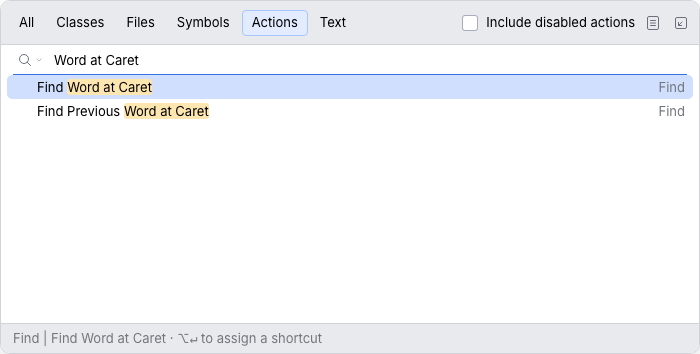 All Classes Files Symbols Actions Text Include disabled actions
Word at Caret
Find Word at Caret Find
Find Previous Word at Caret Find
Find | Find Word at Caret · ⌥↵ to assign a shortcut